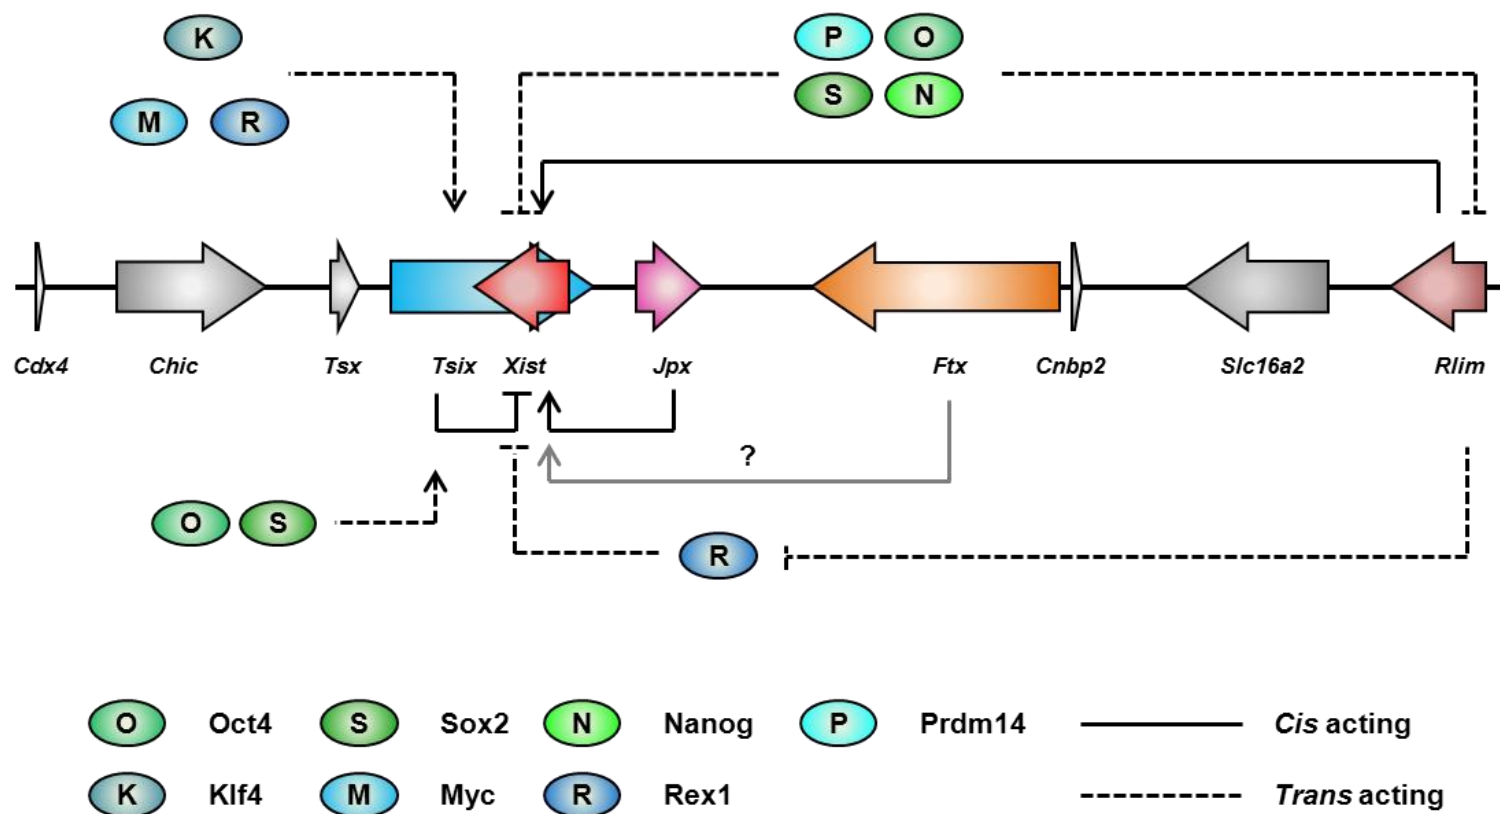 K
P O
S N
M R
Cdx4 Chic Tsx Tsix Xist Jpx Ftx Cnbp2 Slc16a2 Rlim
?
O S
R
O Oct4 S Sox2 N Nanog P Prdm14 Cis acting
K Klf4 M Myc R Rex1 Trans acting